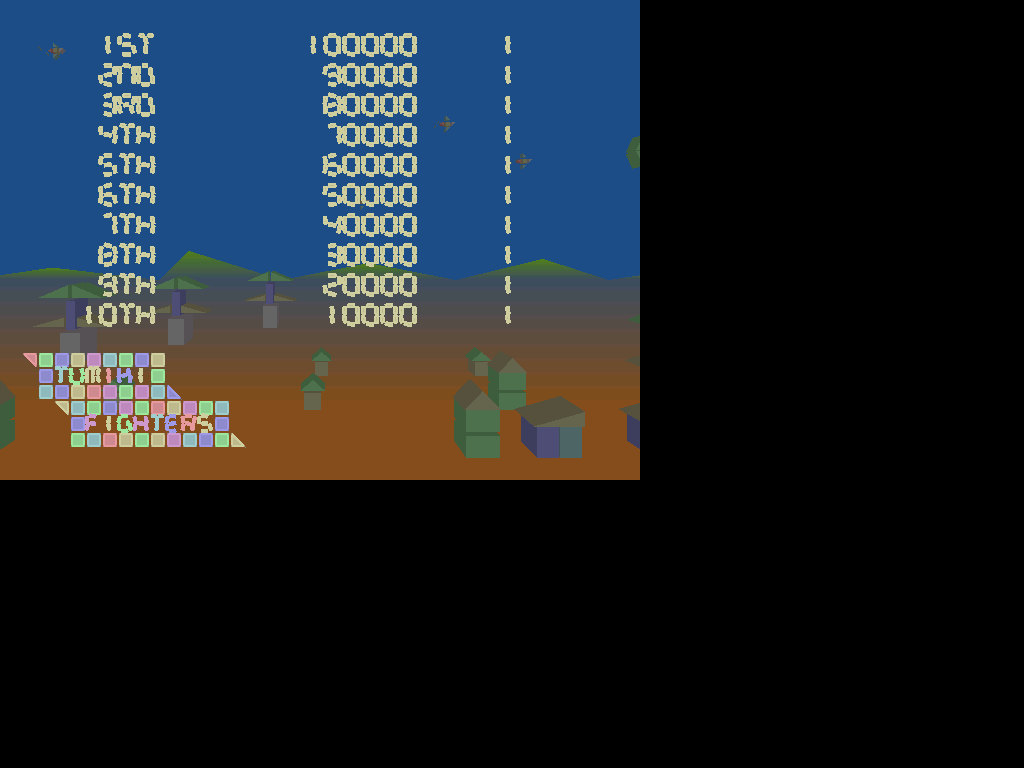 1ST 100000 1
2ND 90000 1
3RD 80000 1
4TH 70000 1
5TH 60000 1
6TH 50000 1
7TH 40000 1
8TH 30000 1
9TH 20000 1
10TH 10000 1
TUMIKI
FIGHTERS